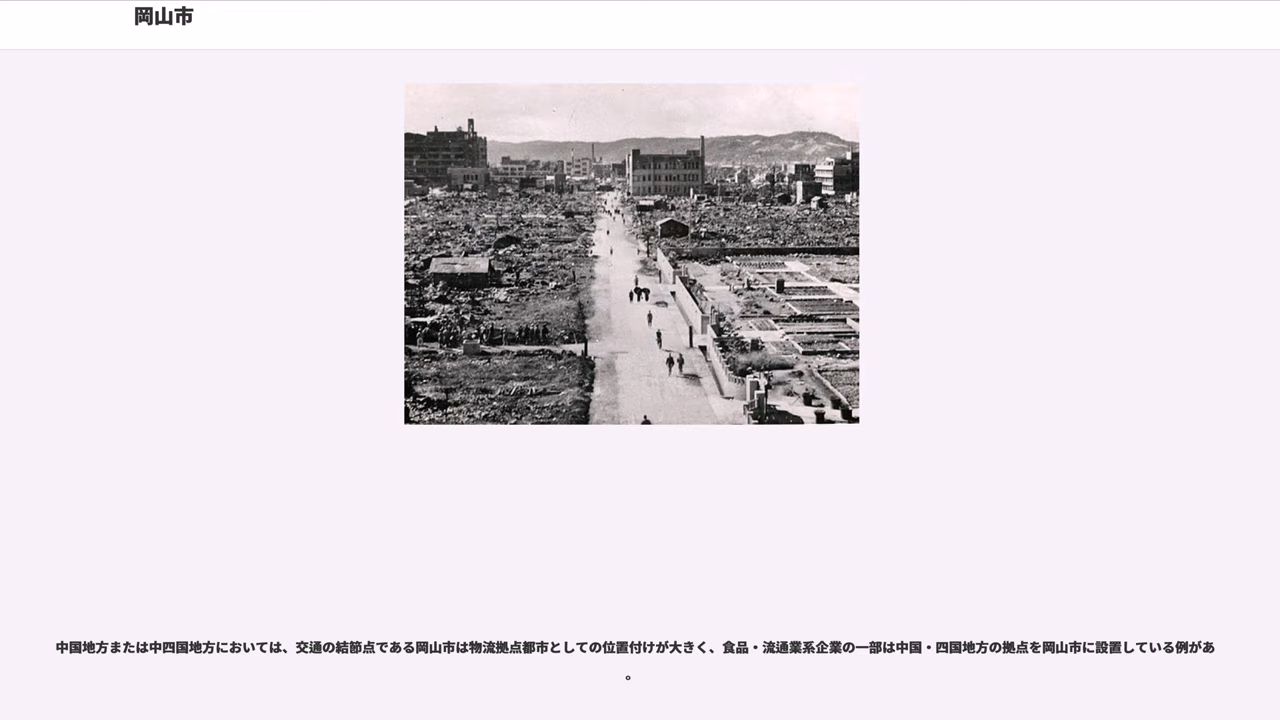 岡山市
中国地方または中四国地方においては、交通の結節点である岡山市は物流拠点都市としての位置付けが大きく、食品・流通業系企業の一部は中国・四国地方の拠点を岡山市に設置している例があ
。